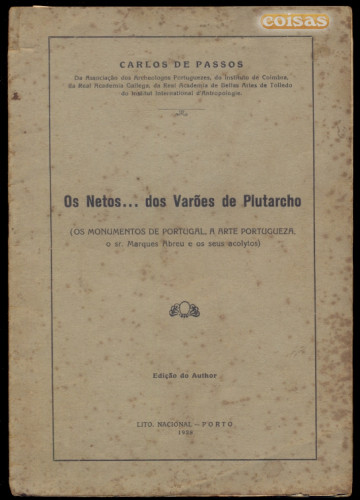 coisas
CARLOS DE PASSOS
Da Associação dos Archeologos Portuguezes, do Instituto de Coimbra,
da Real Academia Gallega, da Real Academia de Bellas Artes de Toledo
do Institut International d'Antropologie.
Os Netos... dos Varões de Plutarcho
(OS MONUMENTOS DE PORTUGAL, A ARTE PORTUGUEZA,
o sr. Marques Abreu e os seus acolytos)
Edição do Author
LITO. NACIONAL — PORTO